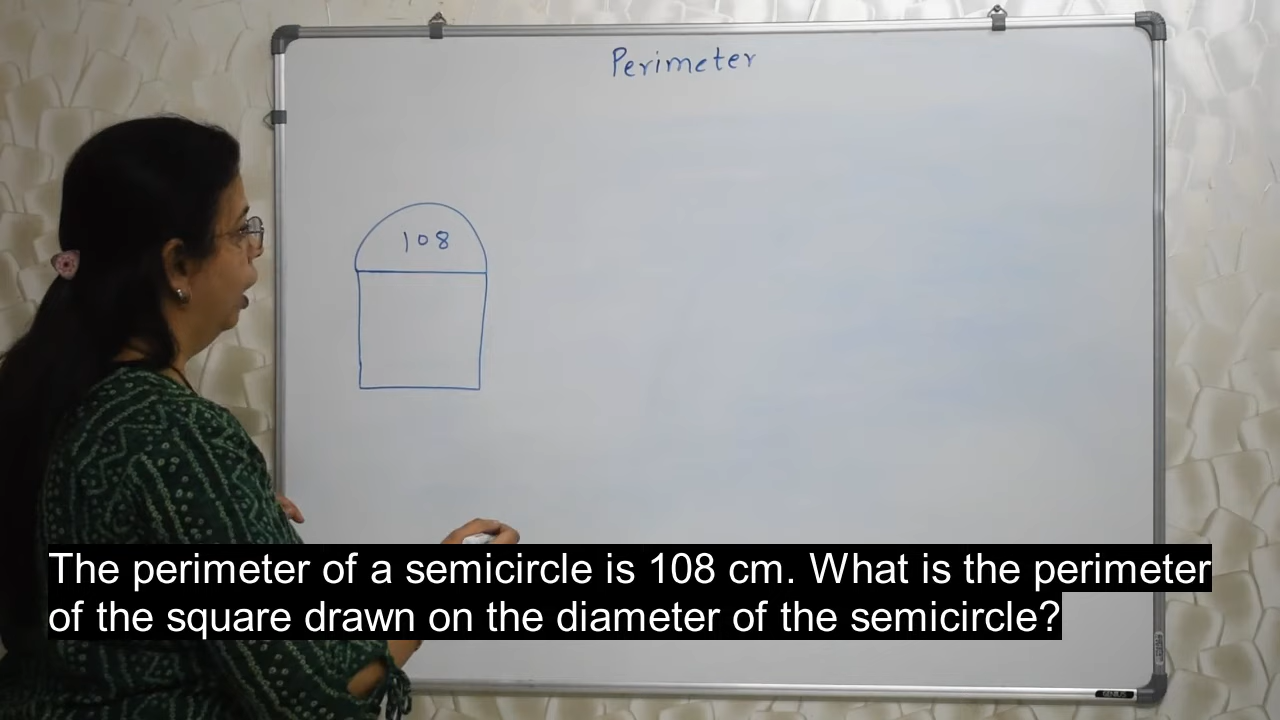 Perimeter
108
The perimeter of a semicircle is 108 cm. What is the perimeter
of the square drawn on the diameter of the semicircle?